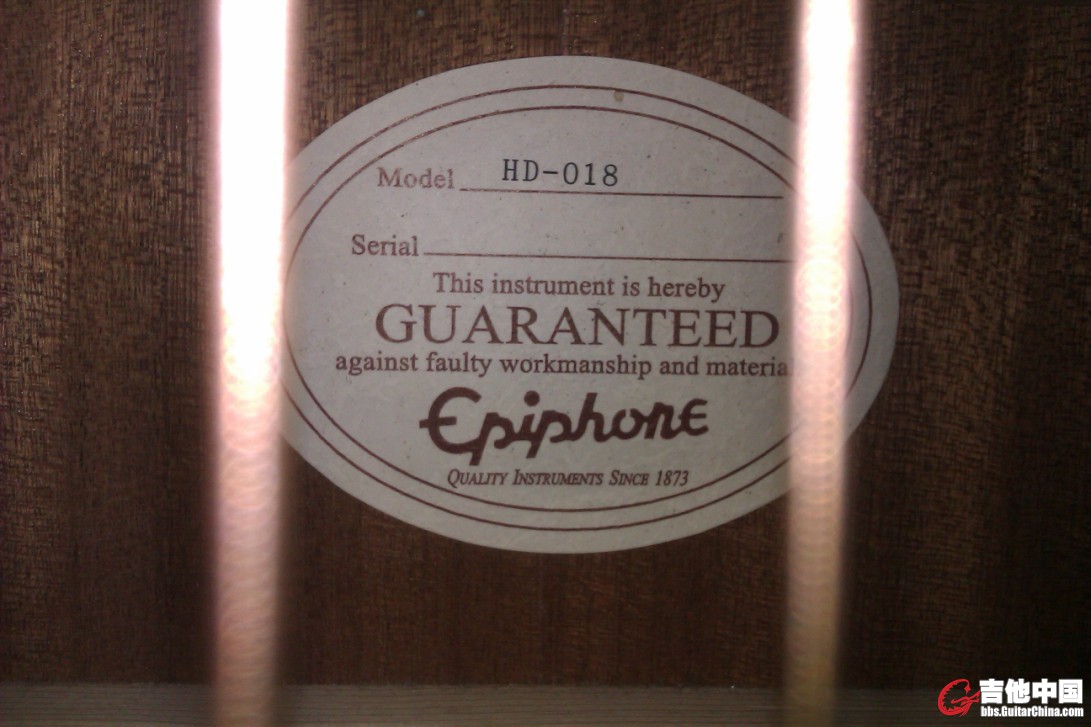 Model HD-018
Serial
This instrument is hereby
GUARANTEED
against faulty workmanship and material
Epiphone
QUALITY INSTRUMENTS SINCE 1873
吉他中国
bbs.GuitarChina.com